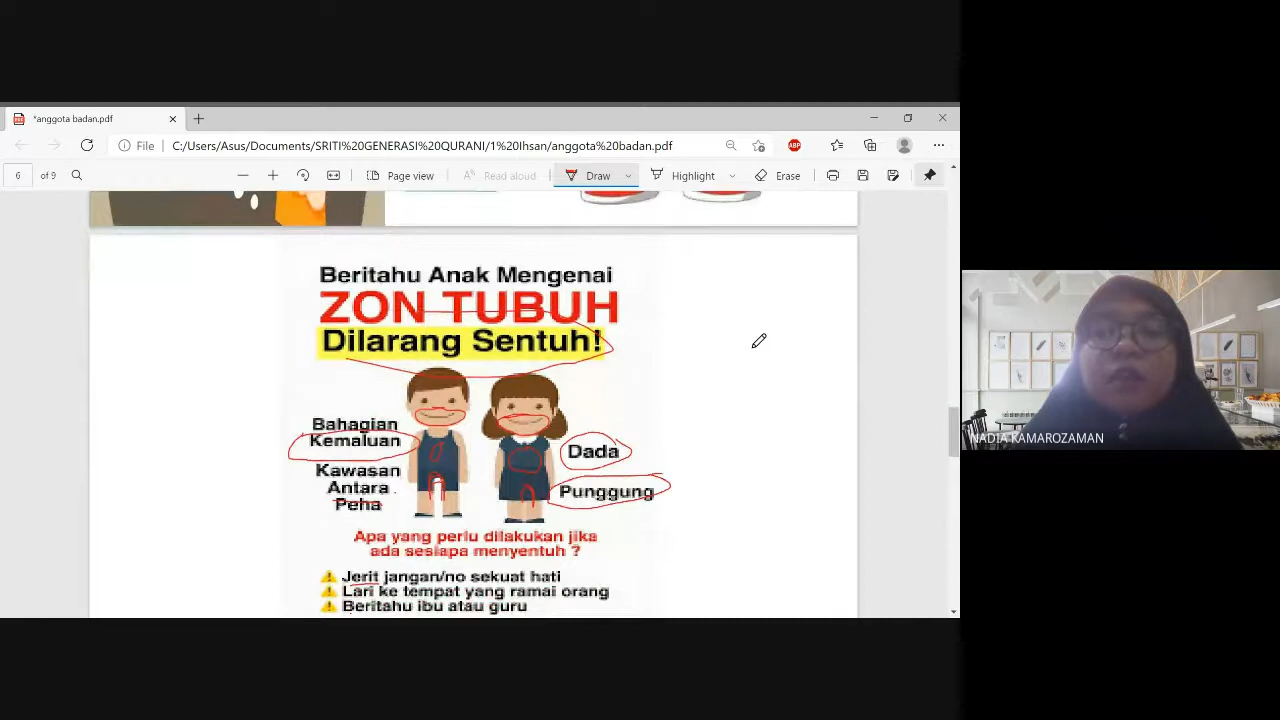 *anggota badan.pdf
File
C:/Users/Asus/Documents/SRITI%20GENERASI%20QURANI/1%20Ihsan/anggota%20badan.pdf
ABP
6 of 9
Page view
Read aloud
Draw
Highlight
Erase
Beritahu Anak Mengenai
ZON TUBUH
Dilarang Sentuh!
Bahagian
Kemaluan
Kawasan
Antara
Peha
Dada
Punggung
Apa yang perlu dilakukan jika
ada sesiapa menyentuh ?
Jerit jangan/no sekuat hati
Lari ke tempat yang ramai orang
Beritahu ibu atau guru
NADIA KAMAROZAMAN